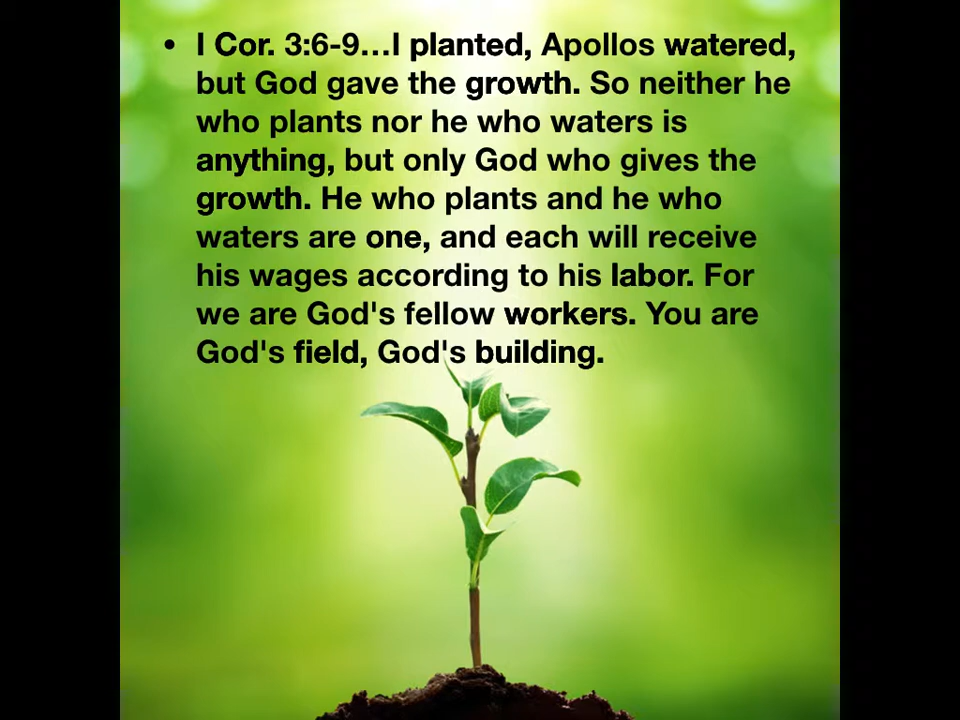 • I Cor. 3:6-9…I planted, Apollos watered,
but God gave the growth. So neither he
who plants nor he who waters is
anything, but only God who gives the
growth. He who plants and he who
waters are one, and each will receive
his wages according to his labor. For
we are God's fellow workers. You are
God's field, God's building.